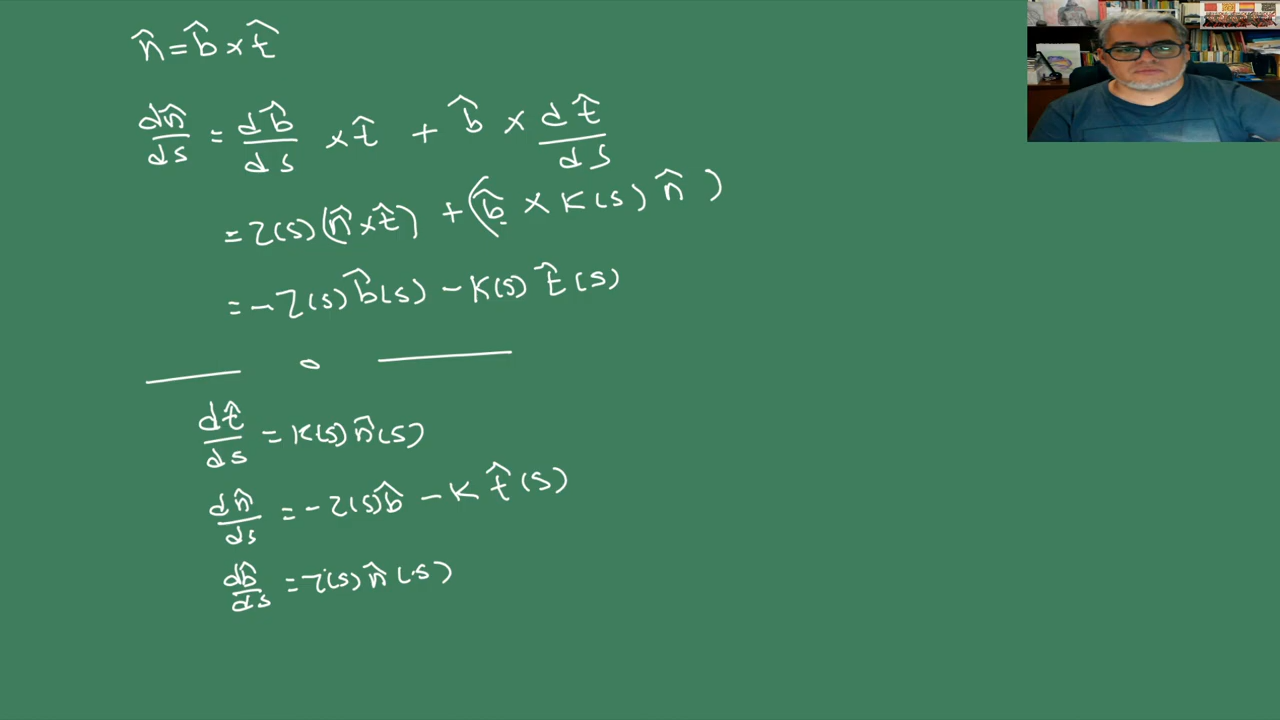 n̂ = b̂ × t̂
dn̂/ds = db̂/ds × t̂ + b̂ × dt̂/ds
= τ(s)(n̂ × t̂) + (b̂ × κ(s) n̂)
= -τ(s) b̂(s) - κ(s) t̂(s)
dt̂/ds = κ(s) n̂(s)
dn̂/ds = -τ(s) b̂ - κ t̂(s)
db̂/ds = τ(s) n̂(s)